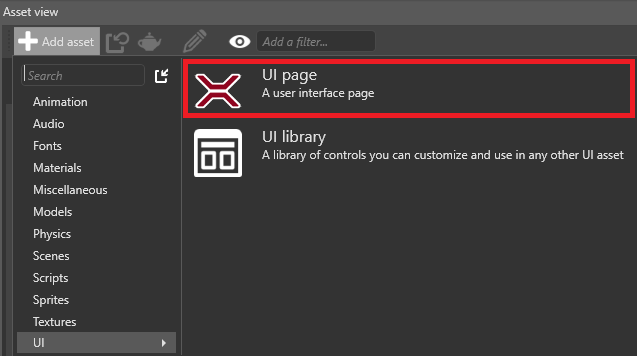 Asset view
Add asset
Add a filter...
Search
Animation
Audio
Fonts
Materials
Miscellaneous
Models
Physics
Scenes
Scripts
Sprites
Textures
UI
UI page
A user interface page
UI library
A library of controls you can customize and use in any other UI asset